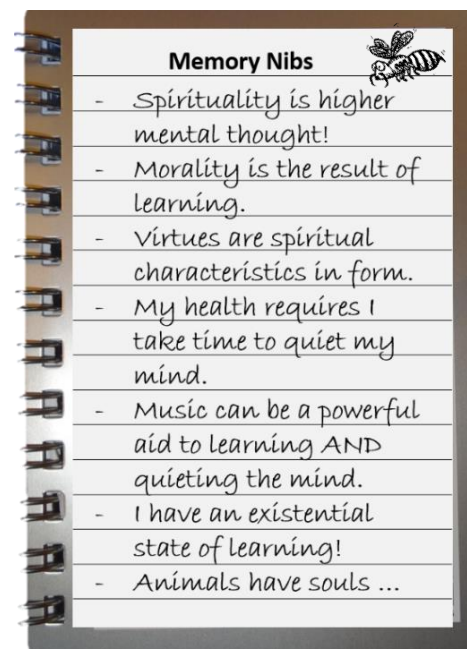 Memory Nibs
- Spirituality is higher
mental thought!
- Morality is the result of
learning.
- Virtues are spiritual
characteristics in form.
- My health requires I
take time to quiet my
mind.
- Music can be a powerful
aid to learning AND
quieting the mind.
- I have an existential
state of learning!
- Animals have souls ...